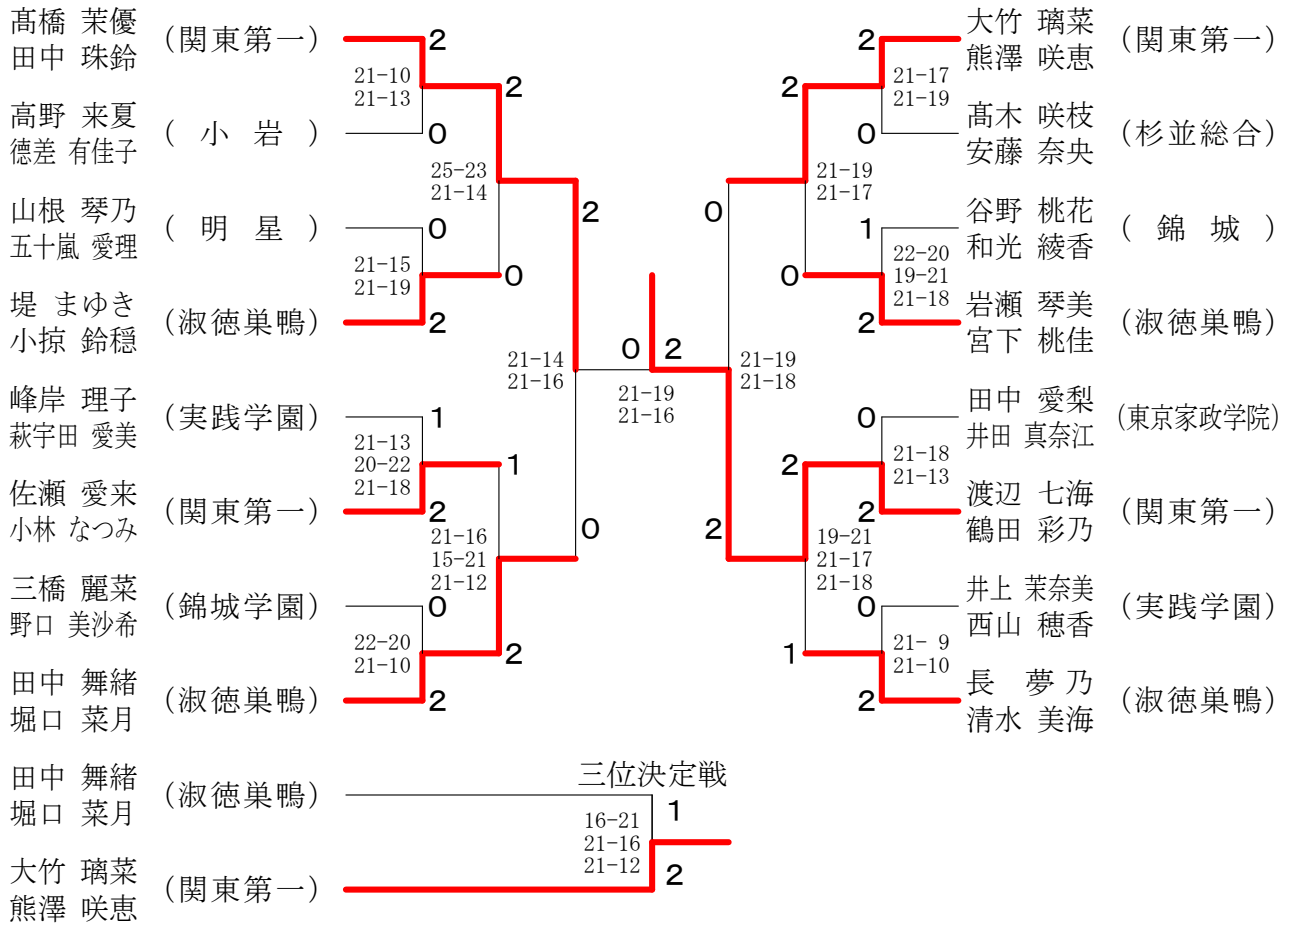 髙橋 茉優
田中 珠鈴
(関東第一)
2
21-10
21-13
2
高野 来夏
德差 有佳子
( 小 岩 )
0
25-23
21-14
2
山根 琴乃
五十嵐 愛理
( 明 星 )
0
21-15
21-19
0
堤 まゆき
小掠 鈴穏
(淑徳巣鴨)
2
21-14
21-16
峰岸 理子
萩宇田 愛美
(実践学園)
1
21-13
20-22
21-18
1
佐瀬 愛来
小林 なつみ
(関東第一)
2
21-16
15-21
21-12
0
三橋 麗菜
野口 美沙希
(錦城学園)
0
22-20
21-10
2
田中 舞緒
堀口 菜月
(淑徳巣鴨)
2
0 2
21-19
21-16
2
大竹 璃菜
熊澤 咲恵
(関東第一)
21-17
21-19
2
0
髙木 咲枝
安藤 奈央
(杉並総合)
21-19
21-17
0
1
谷野 桃花
和光 綾香
( 錦 城 )
22-20
19-21
21-18
0
2
岩瀬 琴美
宮下 桃佳
(淑徳巣鴨)
21-19
21-18
0
田中 愛梨
井田 真奈江
(東京家政学院)
21-18
21-13
2
2
渡辺 七海
鶴田 彩乃
(関東第一)
19-21
21-17
21-18
2
0
井上 茉奈美
西山 穂香
(実践学園)
21- 9
21-10
1
2
長 夢乃
清水 美海
(淑徳巣鴨)
三位決定戦
田中 舞緒
堀口 菜月
(淑徳巣鴨)
1
16-21
21-16
21-12
大竹 璃菜
熊澤 咲恵
(関東第一)
2